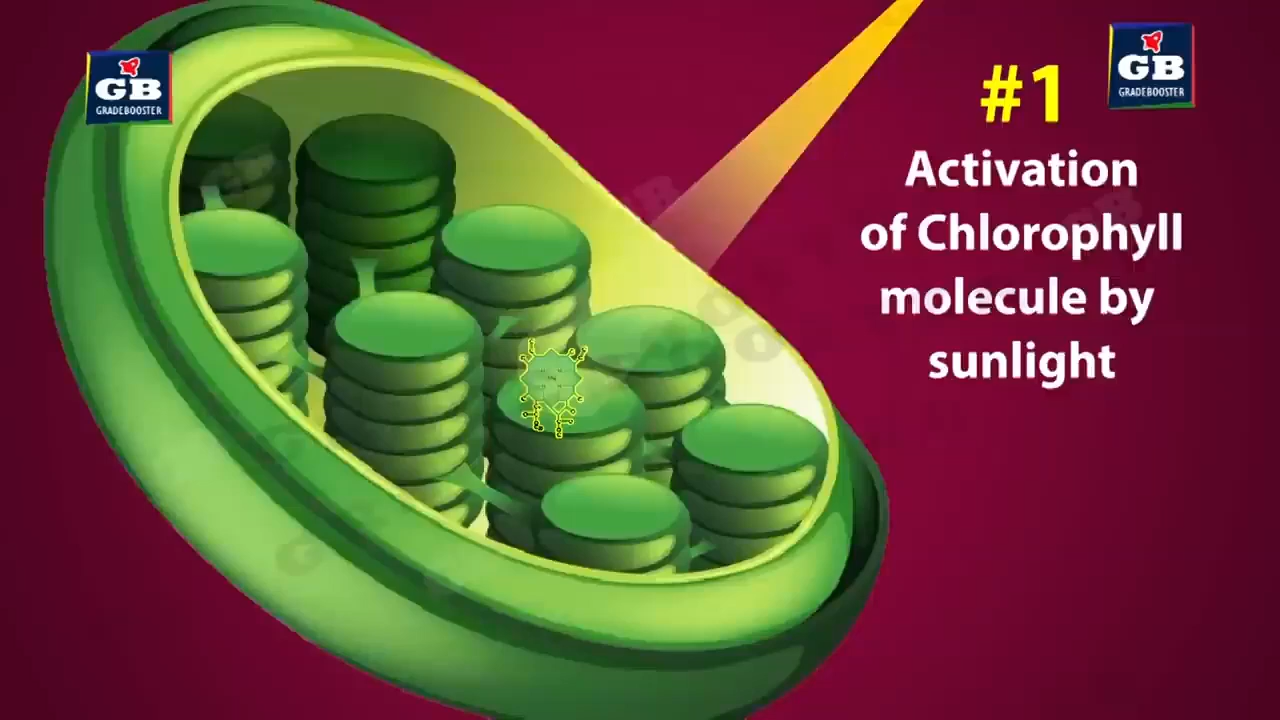 GB
GRADEBOOSTER
#1
GB
GRADEBOOSTER
Activation
of Chlorophyll
molecule by
sunlight